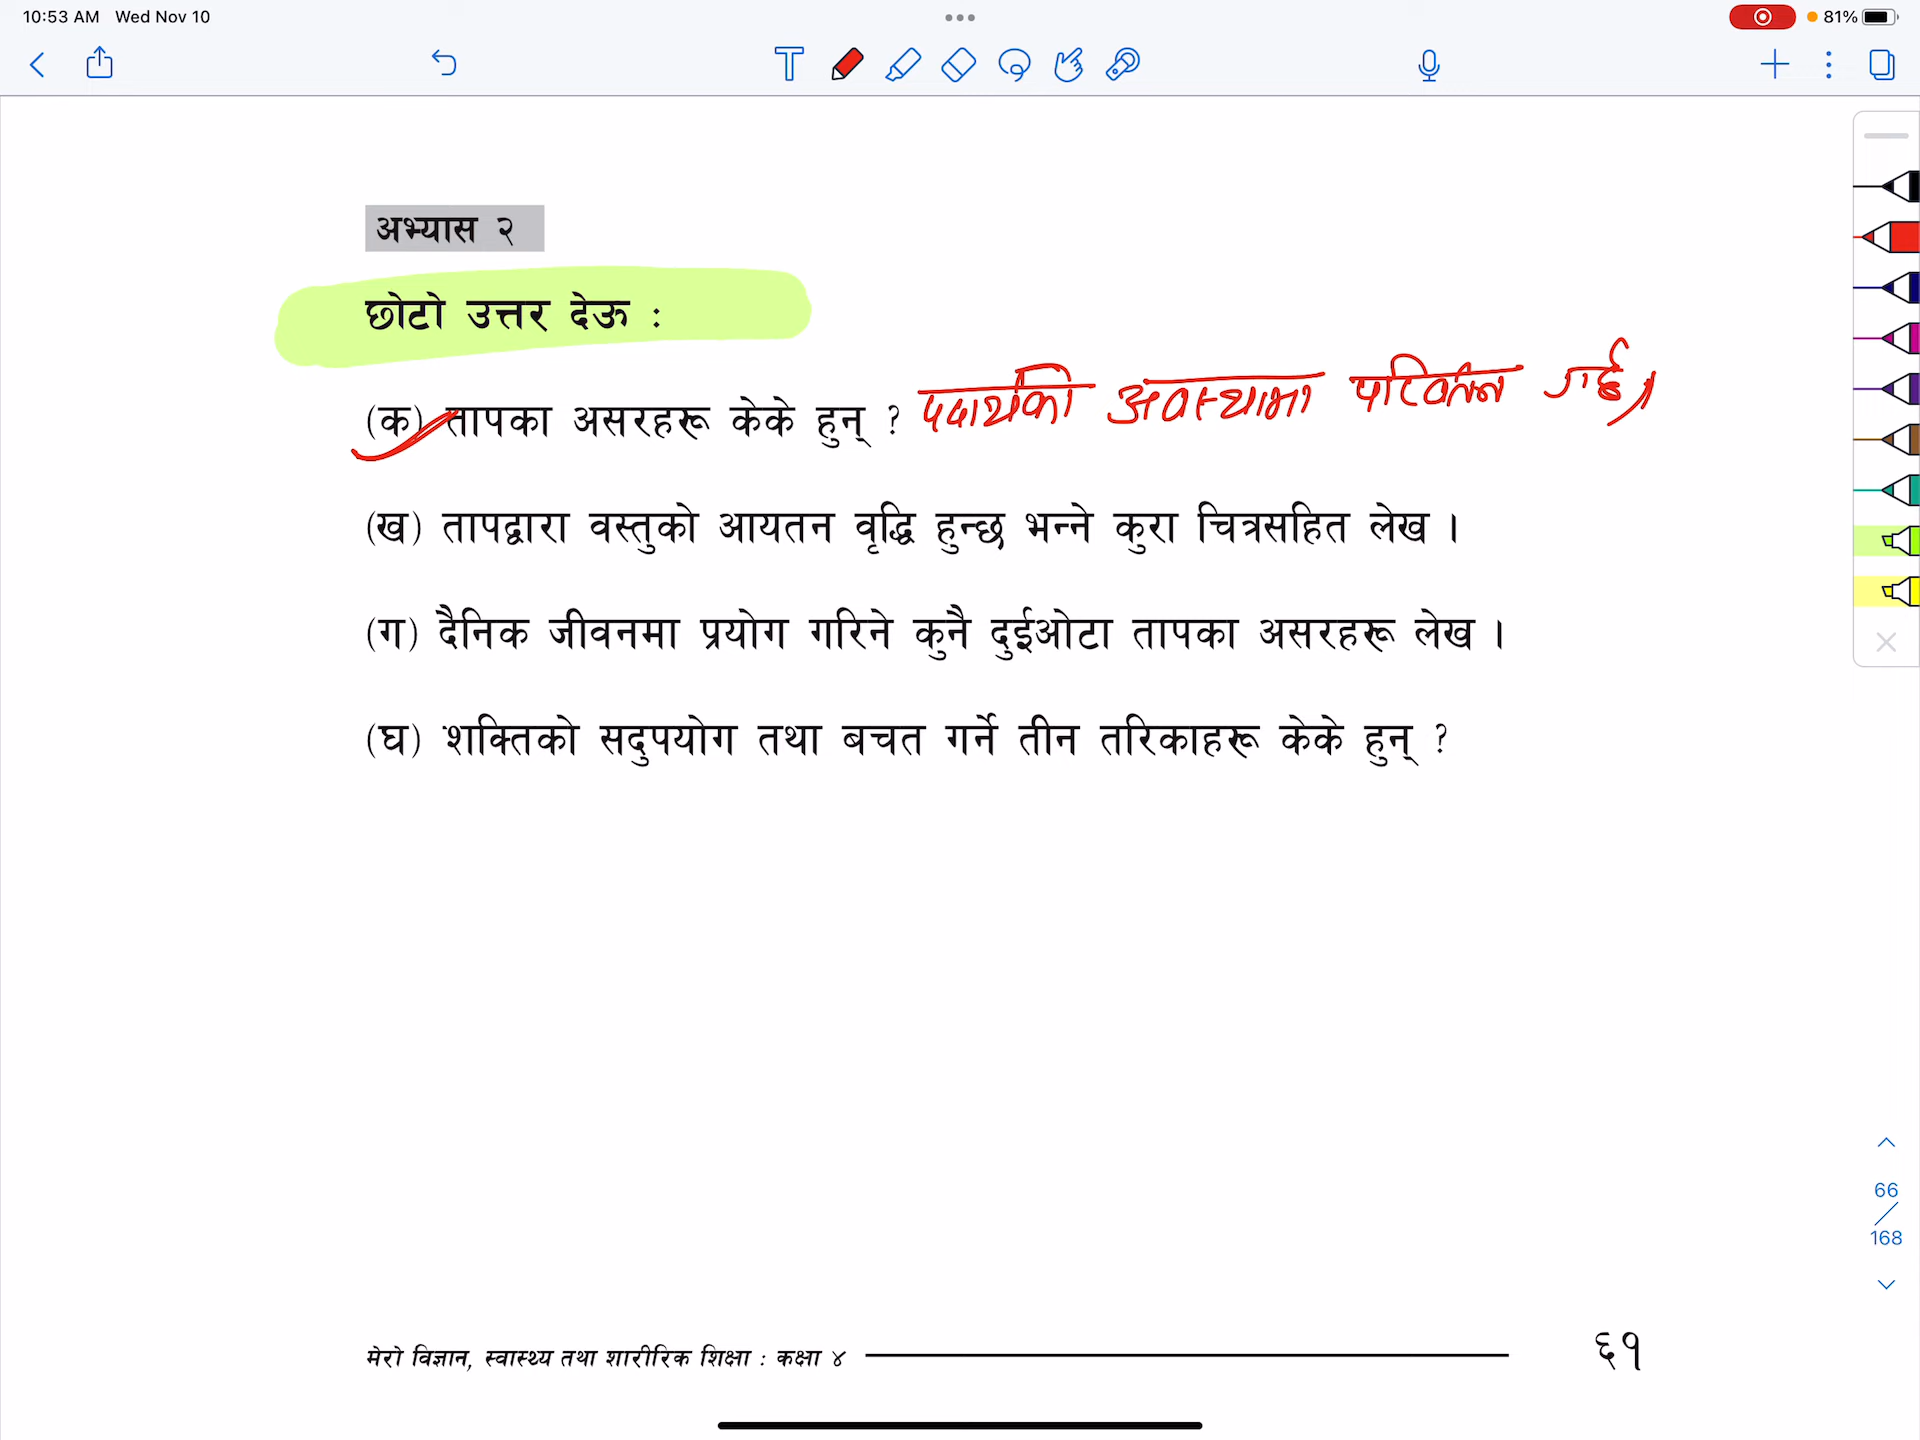 10:53 AM Wed Nov 10
81%
अभ्यास २
छोटो उत्तर देऊ :
(क) तापका असरहरू केके हुन् ? पदार्थको अवस्थामा परिवर्तन गर्छ।
(ख) तापद्वारा वस्तुको आयतन वृद्धि हुन्छ भन्ने कुरा चित्रसहित लेख ।
(ग) दैनिक जीवनमा प्रयोग गरिने कुनै दुईओटा तापका असरहरू लेख ।
(घ) शक्तिको सदुपयोग तथा बचत गर्ने तीन तरिकाहरू केके हुन् ?
66
168
मेरो विज्ञान, स्वास्थ्य तथा शारीरिक शिक्षा : कक्षा ४ ६१